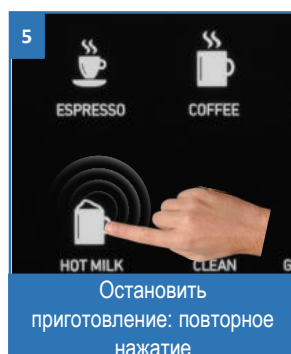 5
ESPRESSO COFFEE
HOT MILK CLEAN G
Остановить
приготовление: повторное
нажатие